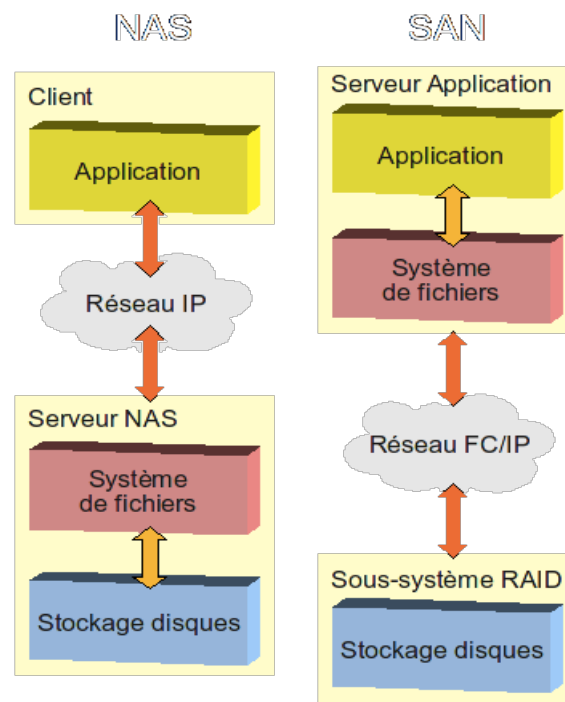 NAS
Client
Application
Réseau IP
Serveur NAS
Système
de fichiers
Stockage disques
SAN
Serveur Application
Application
Système
de fichiers
Réseau FC/IP
Sous-système RAID
Stockage disques